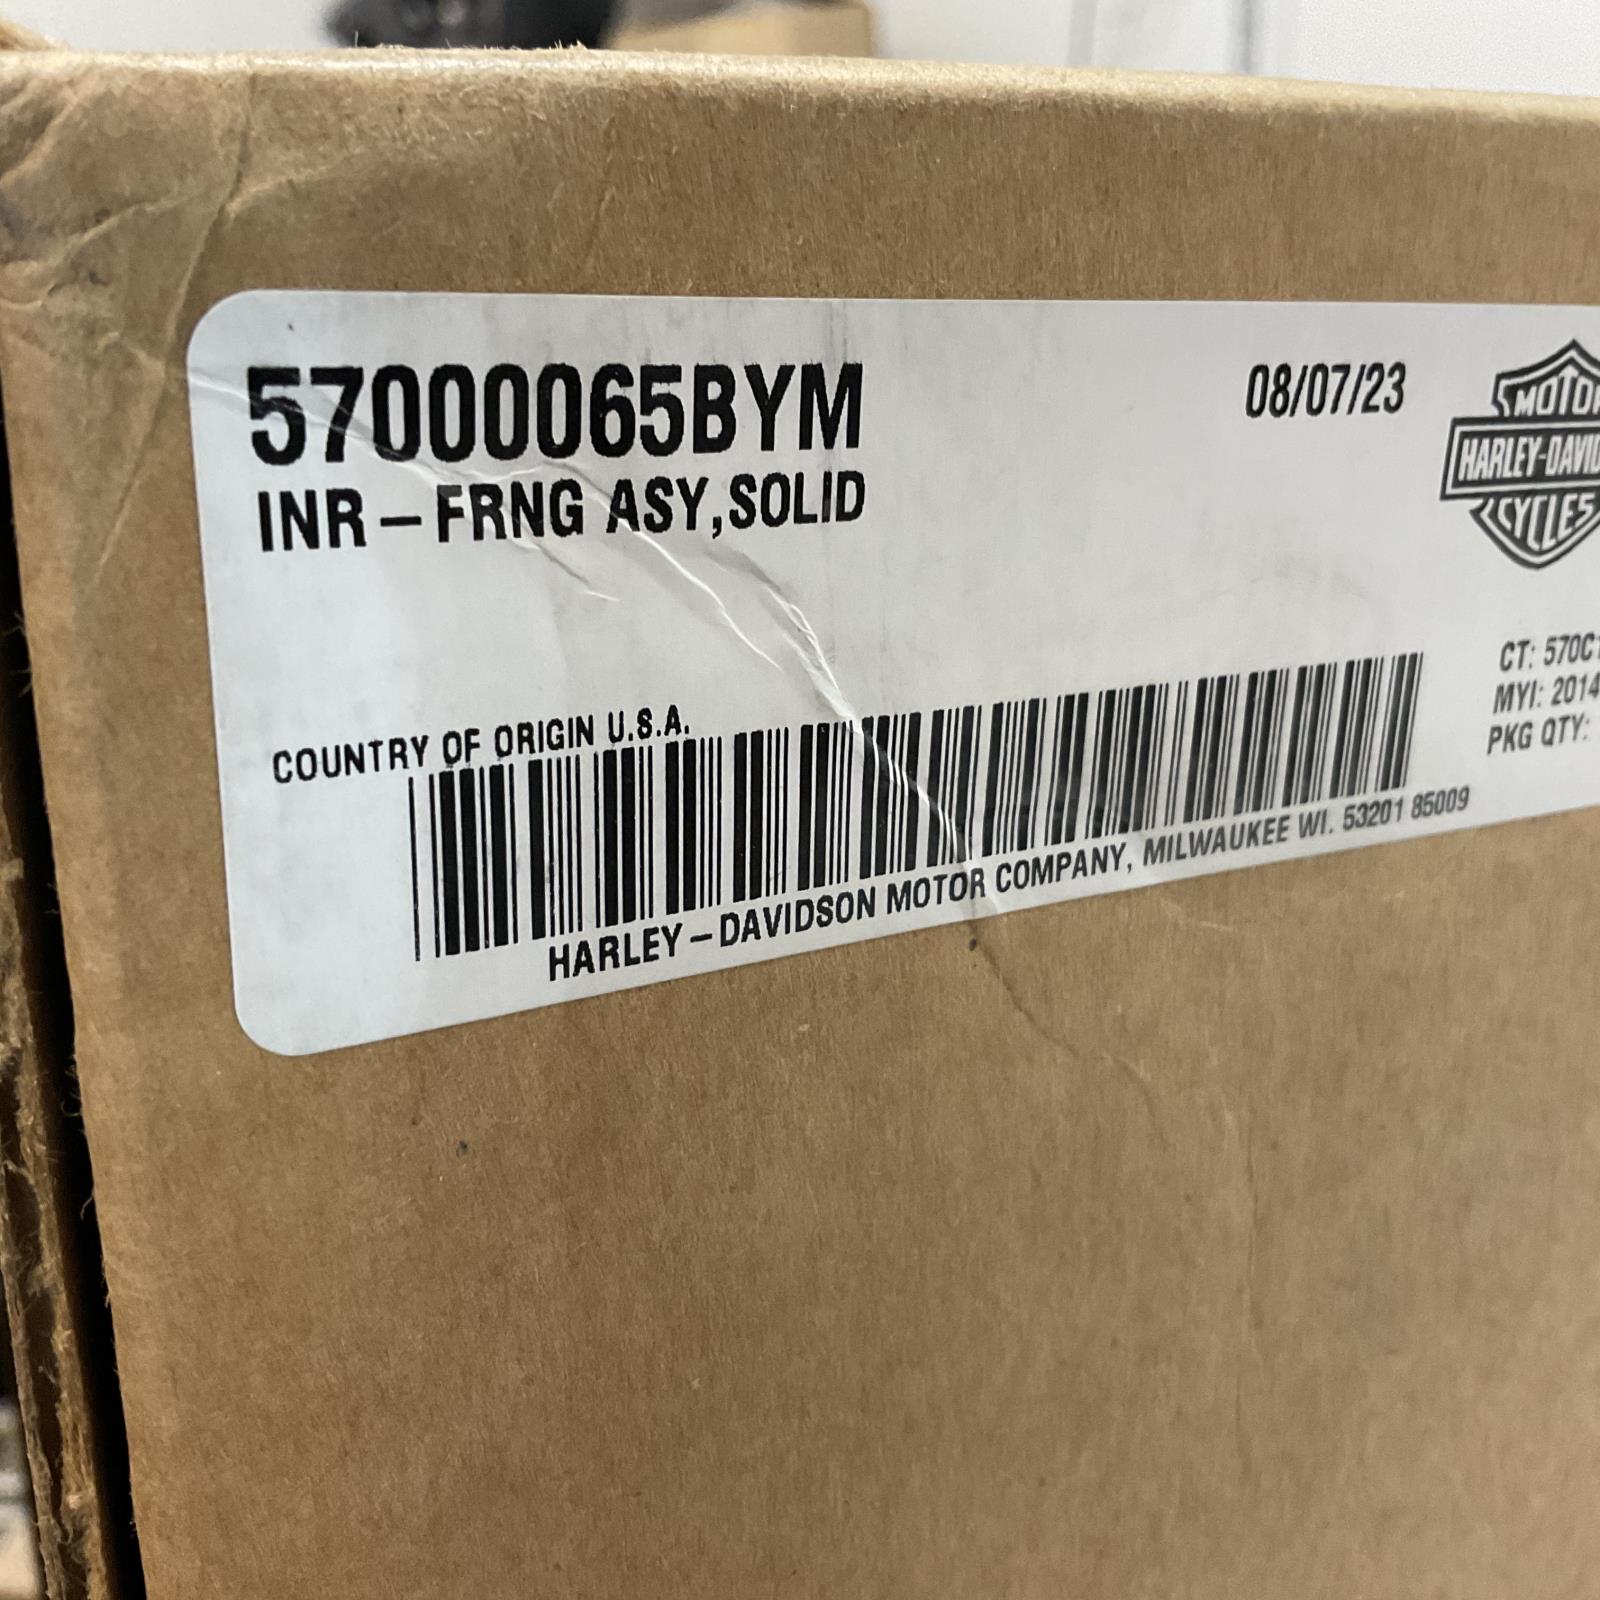 57000065BYM
08/07/23
INR-FRNG ASY,SOLID
MOTOR
HARLEY-DAVID
CYCLES
CT: 570C
MYI: 2014
PKG QTY:
COUNTRY OF ORIGIN U.S.A.
HARLEY-DAVIDSON MOTOR COMPANY, MILWAUKEE WI. 53201 85009